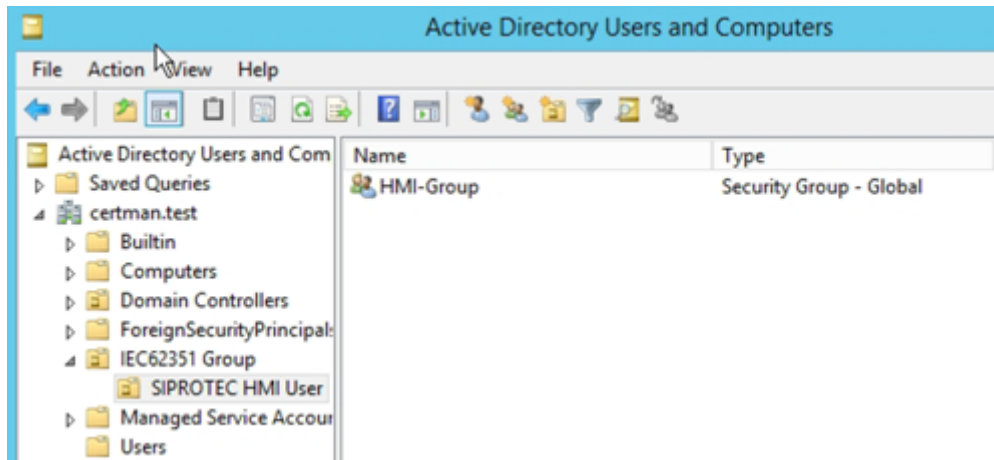 Active Directory Users and Computers
File Action View Help
Active Directory Users and Com
Name Type
Saved Queries
HMI-Group Security Group - Global
certman.test
Builtin
Computers
Domain Controllers
ForeignSecurityPrincipals
IEC62351 Group
SIPROTEC HMI User
Managed Service Accour
Users